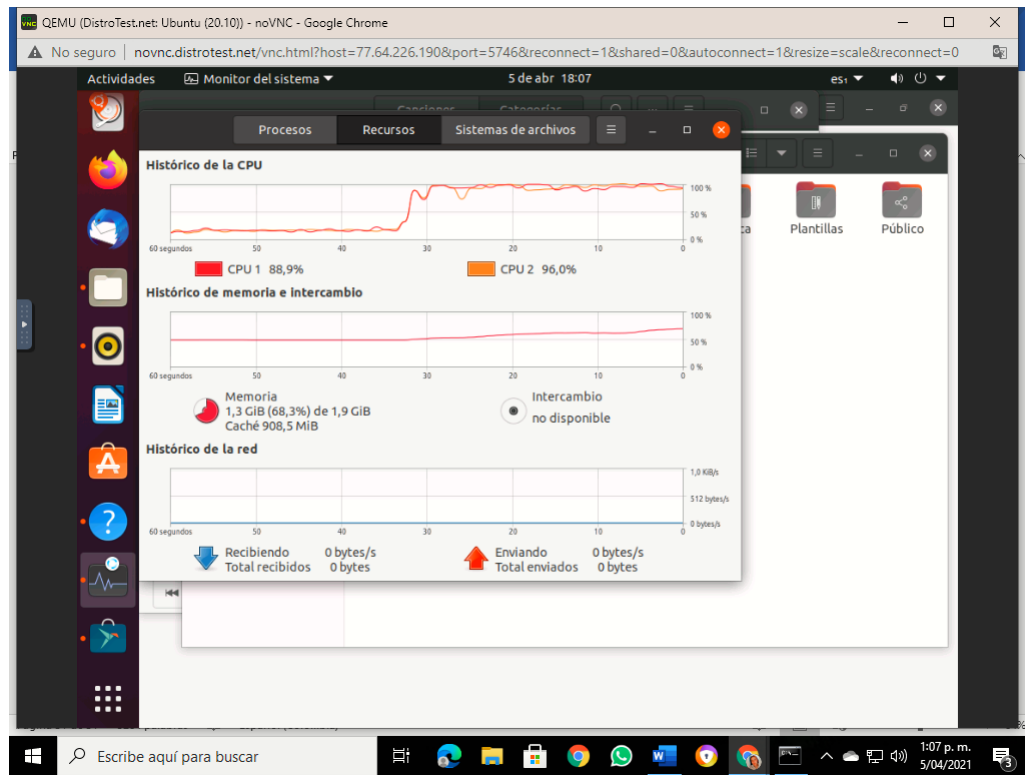 QEMU (DistroTest.net: Ubuntu (20.10)) - noVNC - Google Chrome
No seguro | novnc.distrotest.net/vnc.html?host=77.64.226.190&port=5746&reconnect=1&shared=0&autoconnect=1&resize=scale&reconnect=0
Actividades Monitor del sistema 5 de abr 18:07 es₁
Canciones Categorías
Procesos Recursos Sistemas de archivos
Histórico de la CPU
100 %
50 %
0 %
60 segundos 50 40 30 20 10 0
CPU 1 88,9% CPU 2 96,0%
Plantillas Público
Histórico de memoria e intercambio
100 %
50 %
0 %
60 segundos 50 40 30 20 10 0
Memoria
1,3 GiB (68,3%) de 1,9 GiB
Caché 908,5 MiB
Intercambio
no disponible
Histórico de la red
1,0 KiB/s
512 bytes/s
0 bytes/s
60 segundos 50 40 30 20 10 0
Recibiendo 0 bytes/s
Total recibidos 0 bytes
Enviando 0 bytes/s
Total enviados 0 bytes
Escribe aquí para buscar
1:07 p. m.
5/04/2021
3